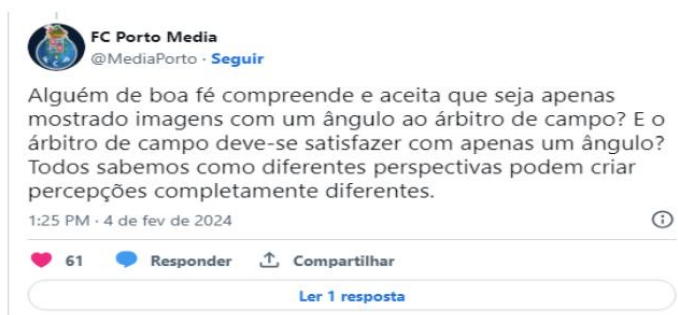 FC Porto Media
@MediaPorto · Seguir
Alguém de boa fé compreende e aceita que seja apenas
mostrado imagens com um ângulo ao árbitro de campo? E o
árbitro de campo deve-se satisfazer com apenas um ângulo?
Todos sabemos como diferentes perspectivas podem criar
percepções completamente diferentes.
1:25 PM · 4 de fev de 2024
61 Responder Compartilhar
Ler 1 resposta